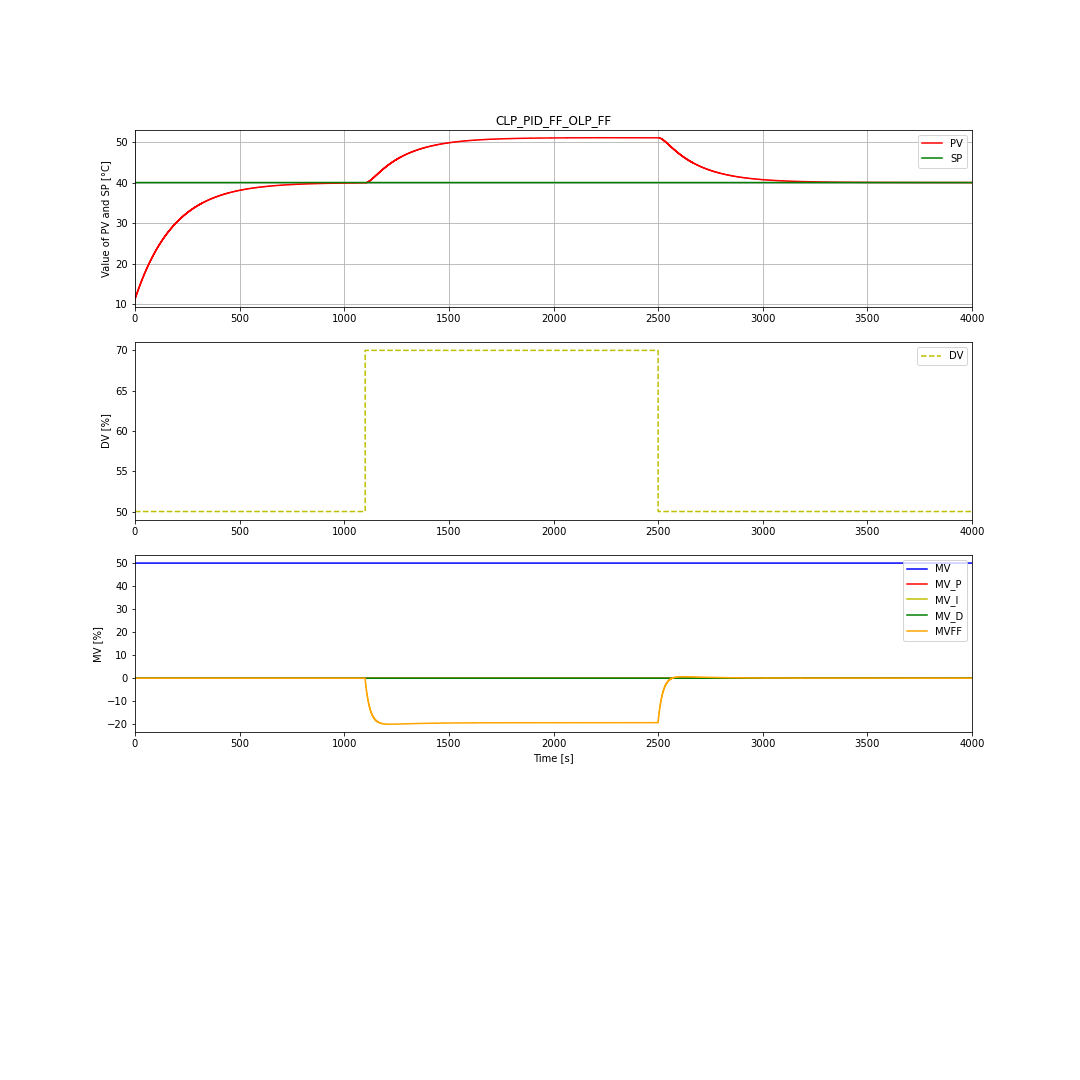 CLP_PID_FF_OLP_FF
Value of PV and SP [°C]
50
40
30
20
10
PV
SP
0 500 1000 1500 2000 2500 3000 3500 4000
DV [%]
70
65
60
55
50
DV
0 500 1000 1500 2000 2500 3000 3500 4000
MV [%]
50
40
30
20
10
0
−10
−20
MV
MV_P
MV_I
MV_D
MVFF
0 500 1000 1500 2000 2500 3000 3500 4000
Time [s]